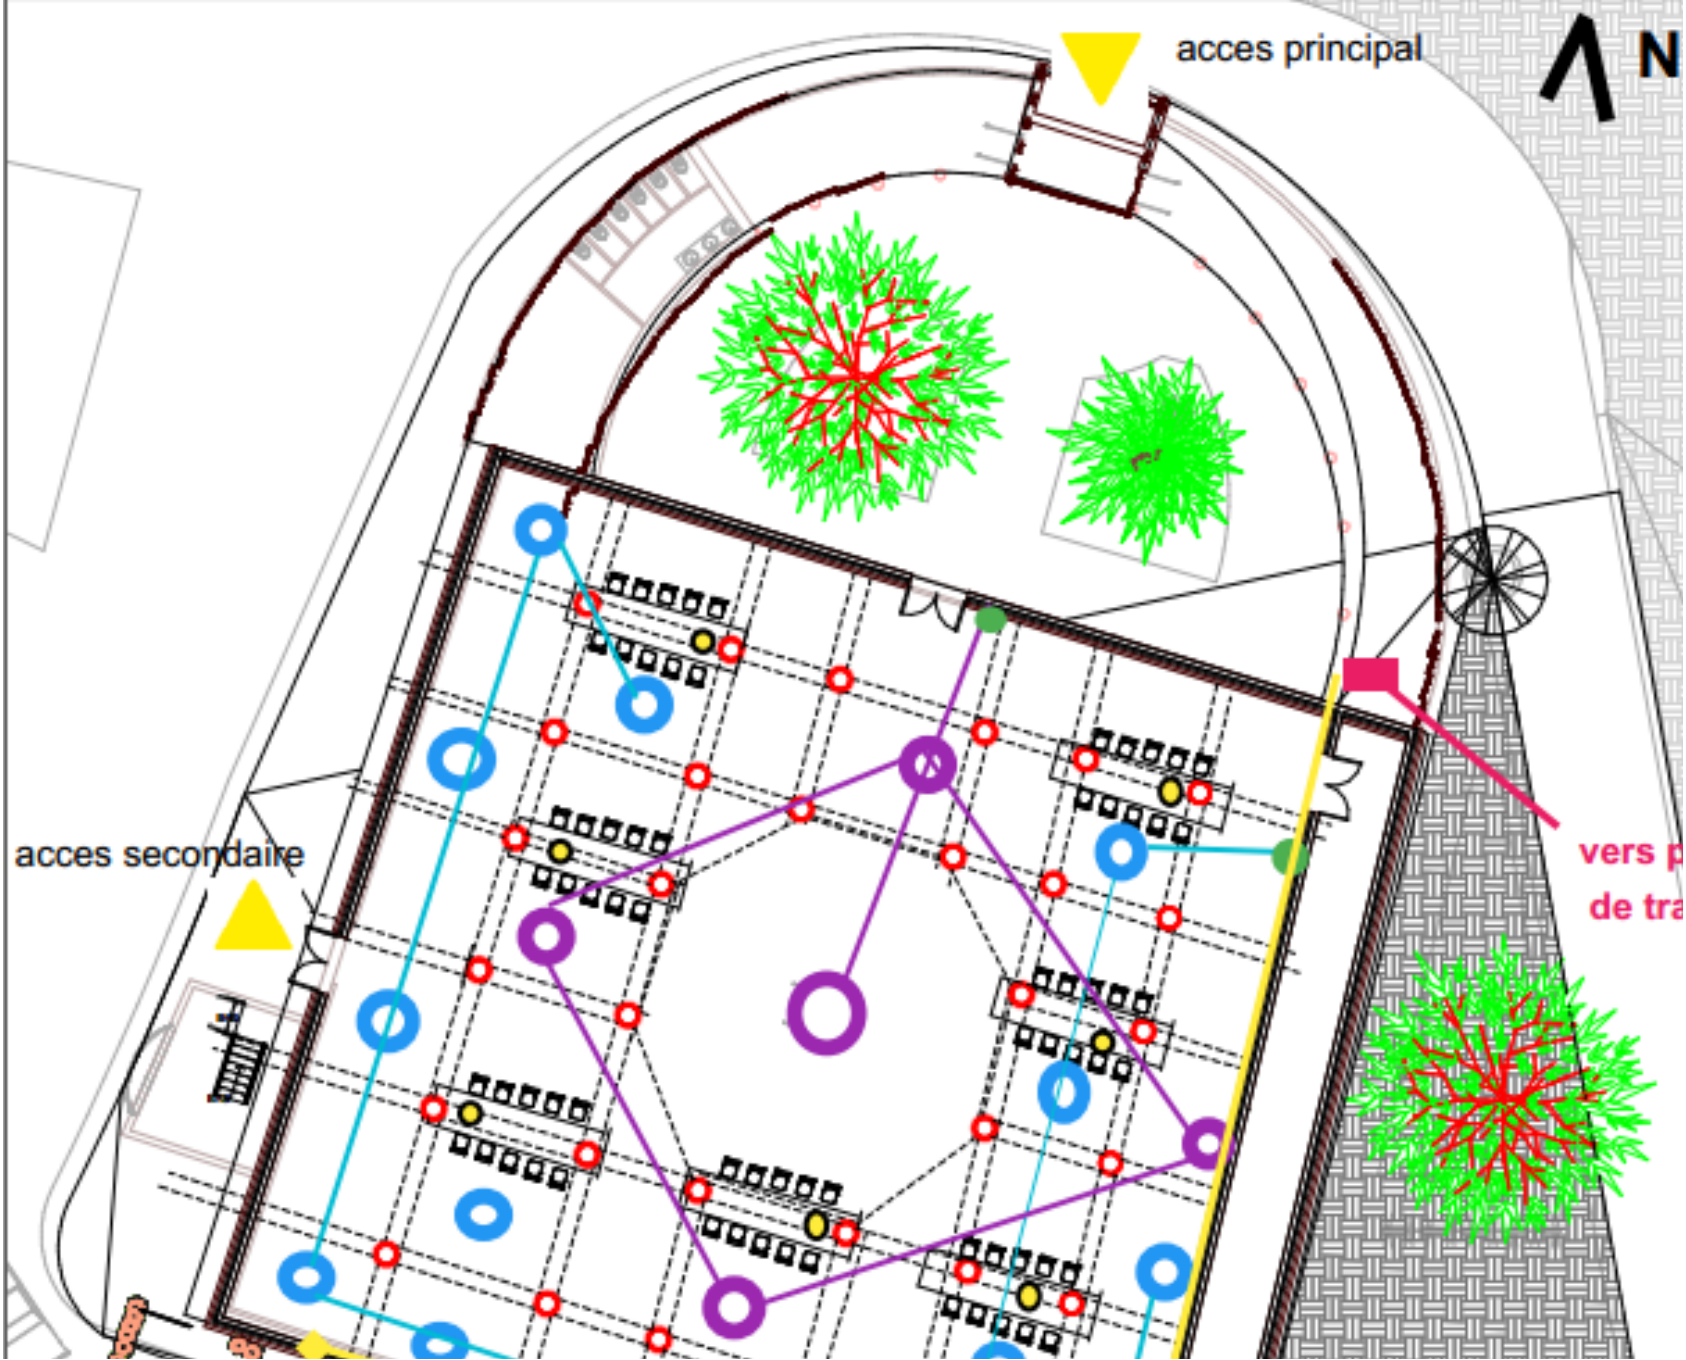 acces principal
N
acces secondaire
vers p
de tra